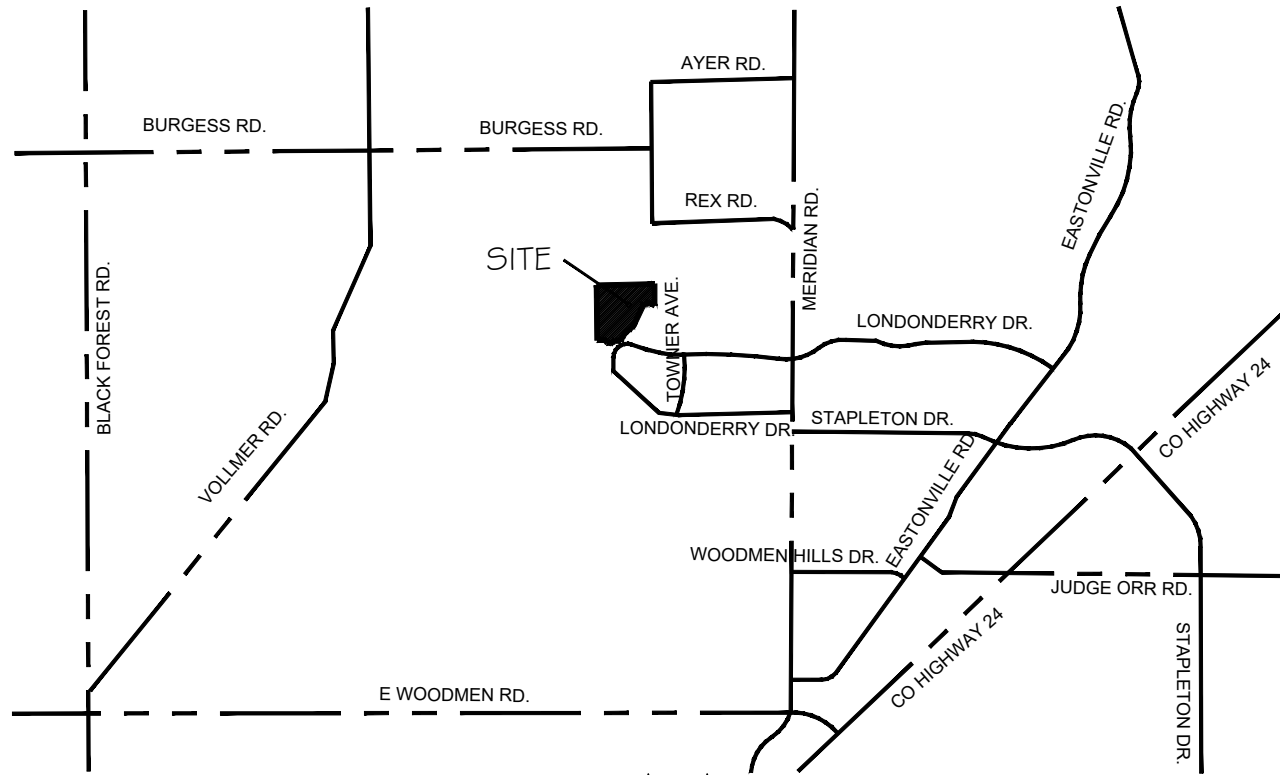 AYER RD.
BURGESS RD.
BURGESS RD.
EASTONVILLE RD.
REX RD.
MERIDIAN RD.
SITE
BLACK FOREST RD.
TOWNER AVE.
LONDONDERRY DR.
CO HIGHWAY 24
VOLLMER RD.
LONDONDERRY DR.
STAPLETON DR.
EASTONVILLE RD.
WOODMEN HILLS DR.
JUDGE ORR RD.
CO HIGHWAY 24
STAPLETON DR.
E WOODMEN RD.